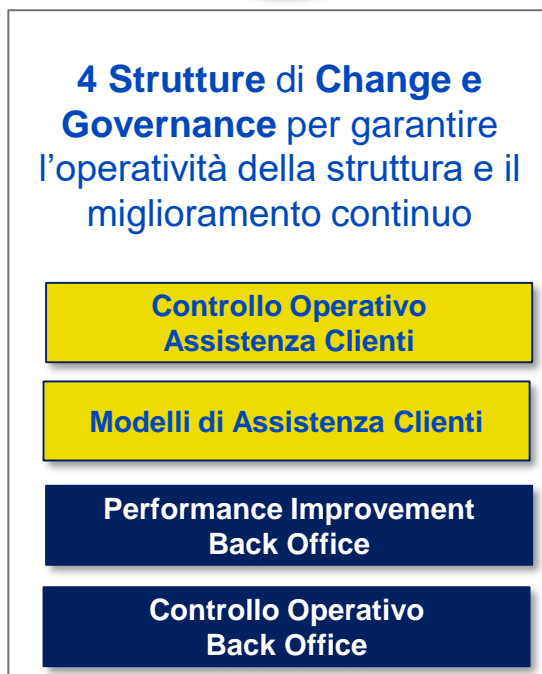 4 Strutture di Change e
Governance per garantire
l’operatività della struttura e il
miglioramento continuo
Controllo Operativo
Assistenza Clienti
Modelli di Assistenza Clienti
Performance Improvement
Back Office
Controllo Operativo
Back Office